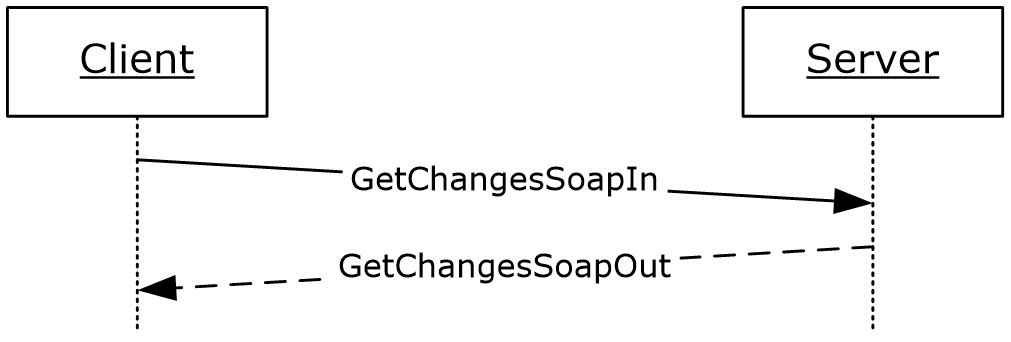 Client
Server
GetChangesSoapIn
GetChangesSoapOut